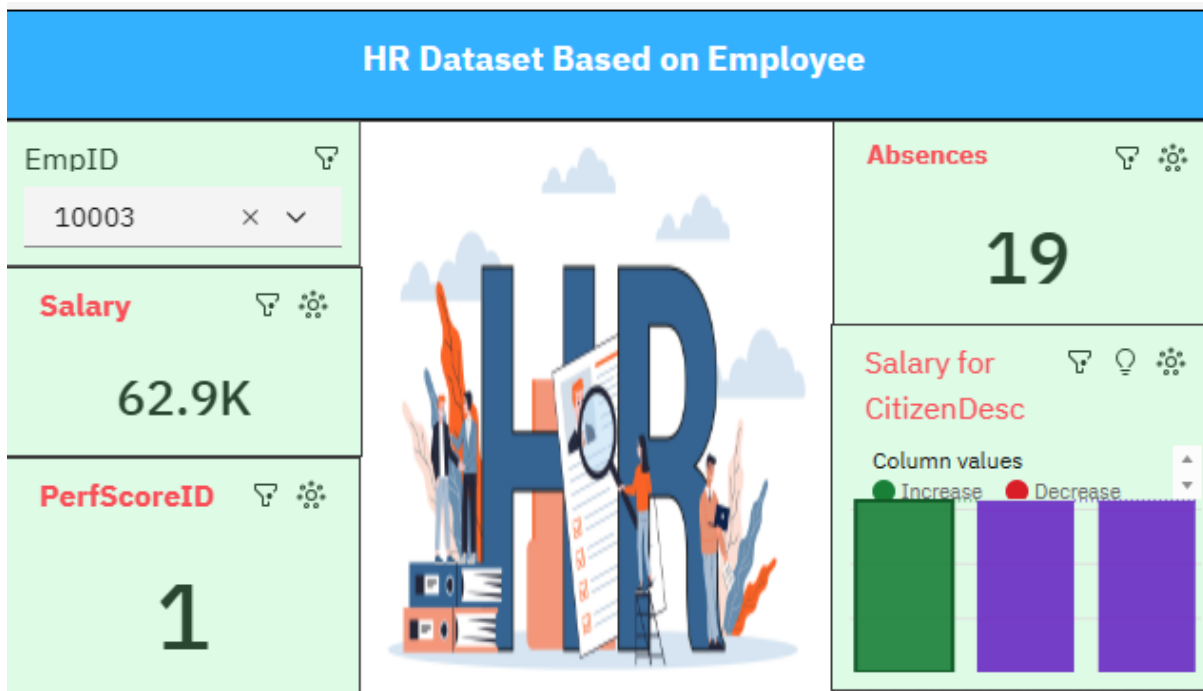 HR Dataset Based on Employee
EmpID
10003
Salary
62.9K
PerfScoreID
1
HR
Absences
19
Salary for
CitizenDesc
Column values
Increase Decrease